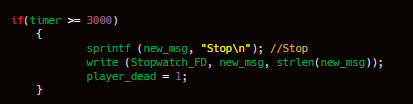 if(timer >= 3000)
{
sprintf (new_msg, "Stop\n"); //Stop
write (Stopwatch_FD, new_msg, strlen(new_msg));
player_dead = 1;
}